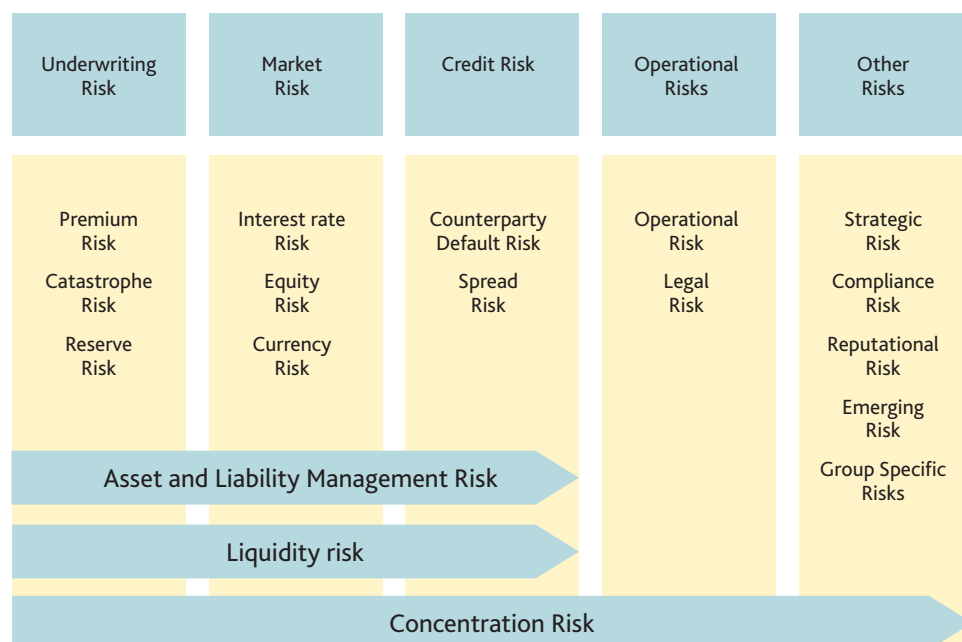 Underwriting
Risk
Market
Risk
Credit Risk
Operational
Risks
Other
Risks
Premium
Risk
Catastrophe
Risk
Reserve
Risk
Interest rate
Risk
Equity
Risk
Currency
Risk
Counterparty
Default Risk
Spread
Risk
Operational
Risk
Legal
Risk
Strategic
Risk
Compliance
Risk
Reputational
Risk
Emerging
Risk
Group Specific
Risks
Asset and Liability Management Risk
Liquidity risk
Concentration Risk